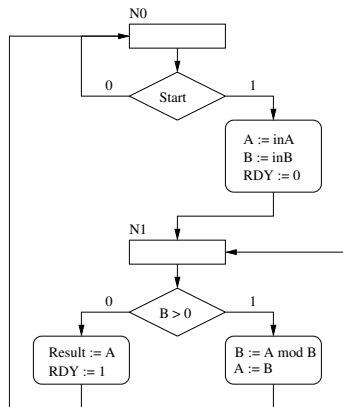 N0
0
Start
1
A := inA
B := inB
RDY := 0
N1
0
B > 0
1
Result := A
RDY := 1
B := A mod B
A := B